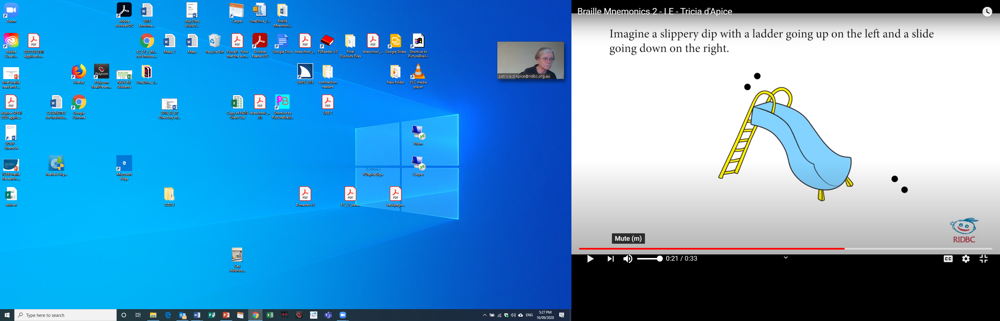 Zoom
Adobe
Acrobat DC
2018
Enrolme...
dAp Dots
blurb f...
Casper
OneDrive_1...
Braille
Mnemoni...
Adobe
Creati...
2020 SSS (VI)
Applicatio...
EC_L1_E_M...
for Emboss...
Maps 2
Maps
Recycle Bin
Purcell - Now
that the sun...
Acrobat
Reader DC
Google Docs
teleschool_...
FSReader 3.0
Final
Duxbury Files
teleschool_...
Google Slides
Shortcut to
PictureBrail...
Brief braille
read and ...
Firefox
Polycom
RealPresen...
NEW All
Students
OneDrive_1...
JAWS 2018
contraction
readers
New folder
VLC media
player
dApice SPEVI
2020 applic...
CASENOTES
for Individu...
Google
Chrome
2019_03_07
Directory of...
Copy of NDIS
Client List
teleschool_...
(1)
Shortcut to
PictureBraill...
UEB 2
SOAP -
Shortcut
Prism
ICEB Braille
Research ...
Realtek-Hig...
Microsoft
Edge
PDapiceSig...
Casper
with of
OZD 3
B master v3
EC_L1_bac...
backpage...
Cay
Holbroo...
patricia.d'Apice@ridbc.org.au
Type here to search
ENG
5:27 PM
16/09/2020
Braille Mnemonics 2 - I E - Tricia d'Apice
Imagine a slippery dip with a ladder going up on the left and a slide
going down on the right.
RIDBC
Mute (m)
0:21 / 0:33
CC